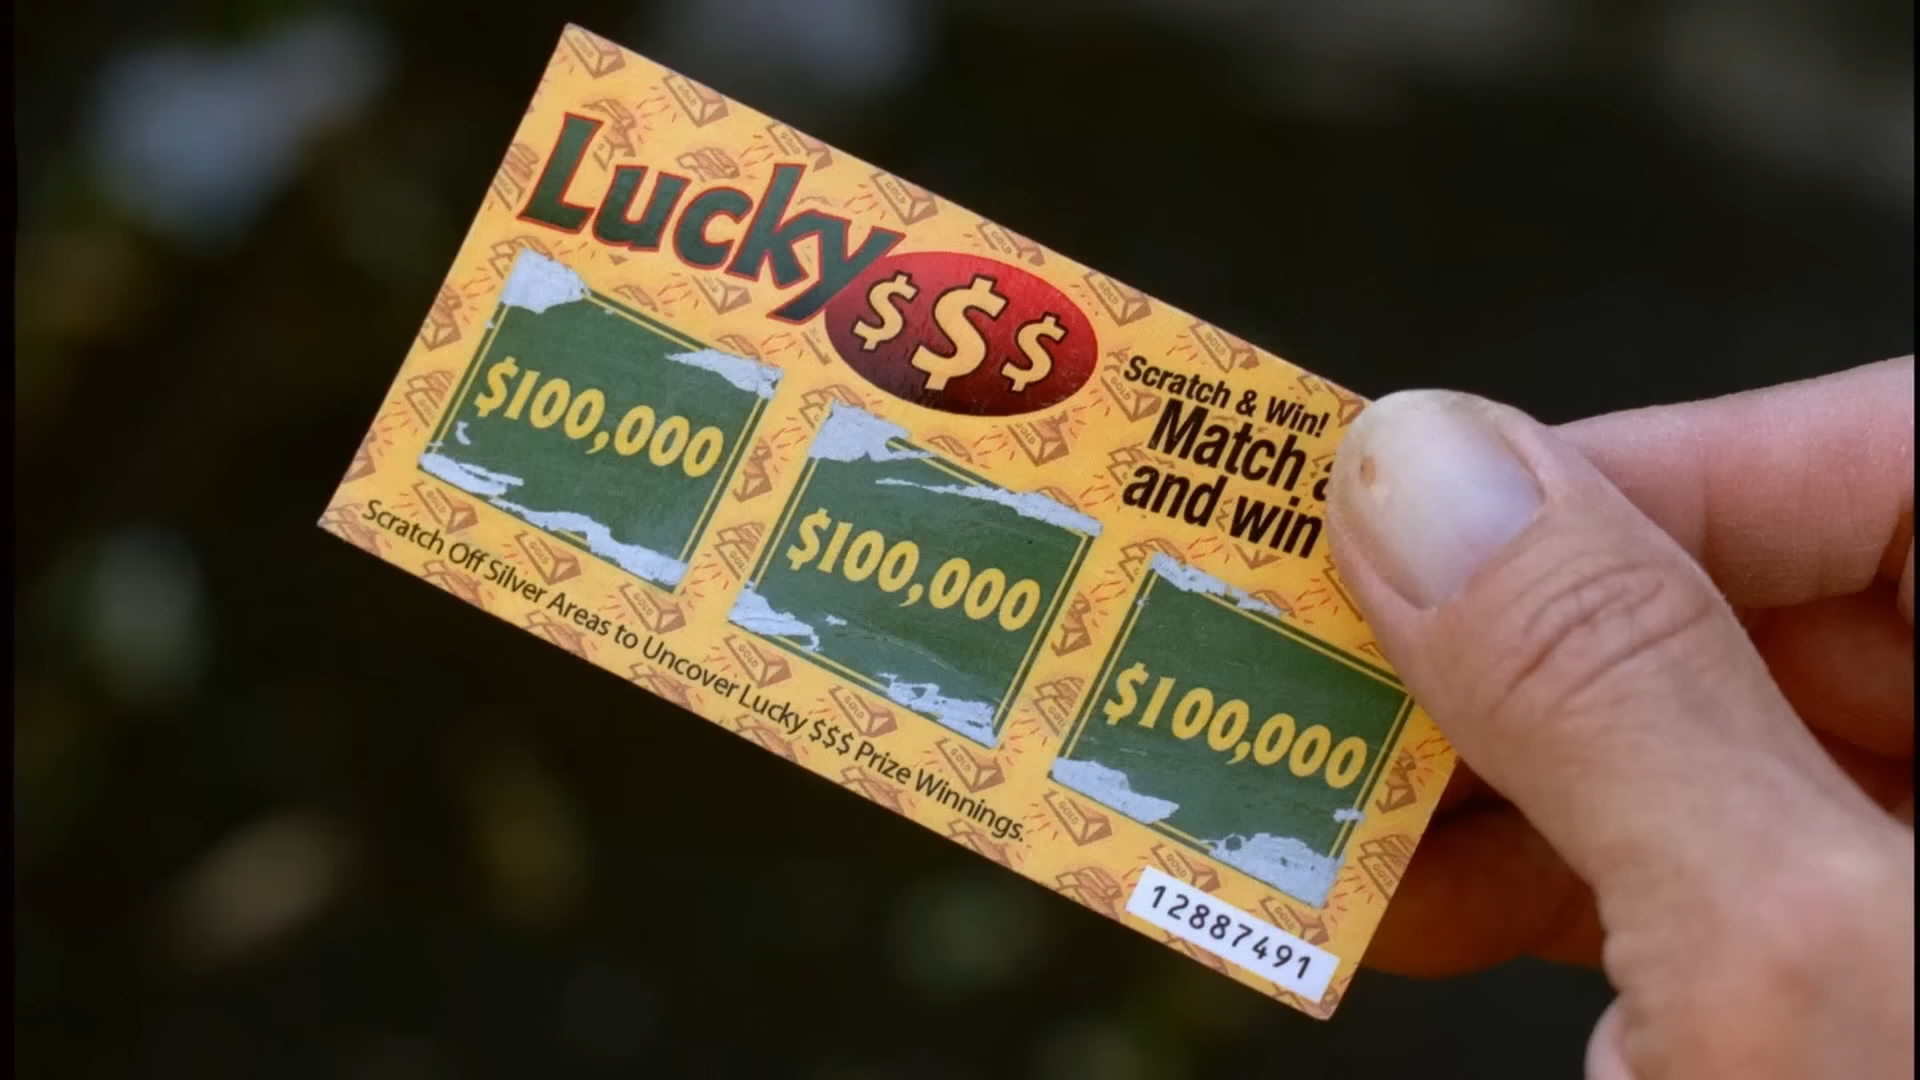 Lucky
$$$
Scratch & Win!
Match
and win
$100,000
$100,000
$100,000
Scratch Off Silver Areas to Uncover Lucky $$$ Prize Winnings.
12887491